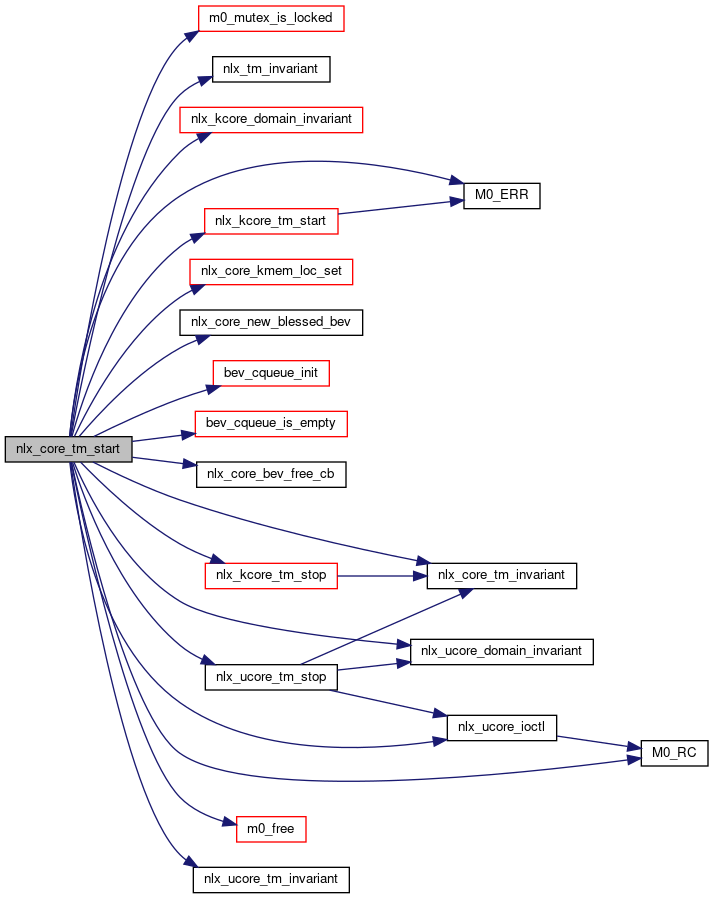 m0_mutex_is_locked
nlx_tm_invariant
nlx_kcore_domain_invariant
M0_ERR
nlx_kcore_tm_start
nlx_core_kmem_loc_set
nlx_core_new_blessed_bev
bev_cqueue_init
bev_cqueue_is_empty
nlx_core_tm_start
nlx_core_bev_free_cb
nlx_kcore_tm_stop
nlx_core_tm_invariant
nlx_ucore_domain_invariant
nlx_ucore_tm_stop
nlx_ucore_ioctl
M0_RC
m0_free
nlx_ucore_tm_invariant